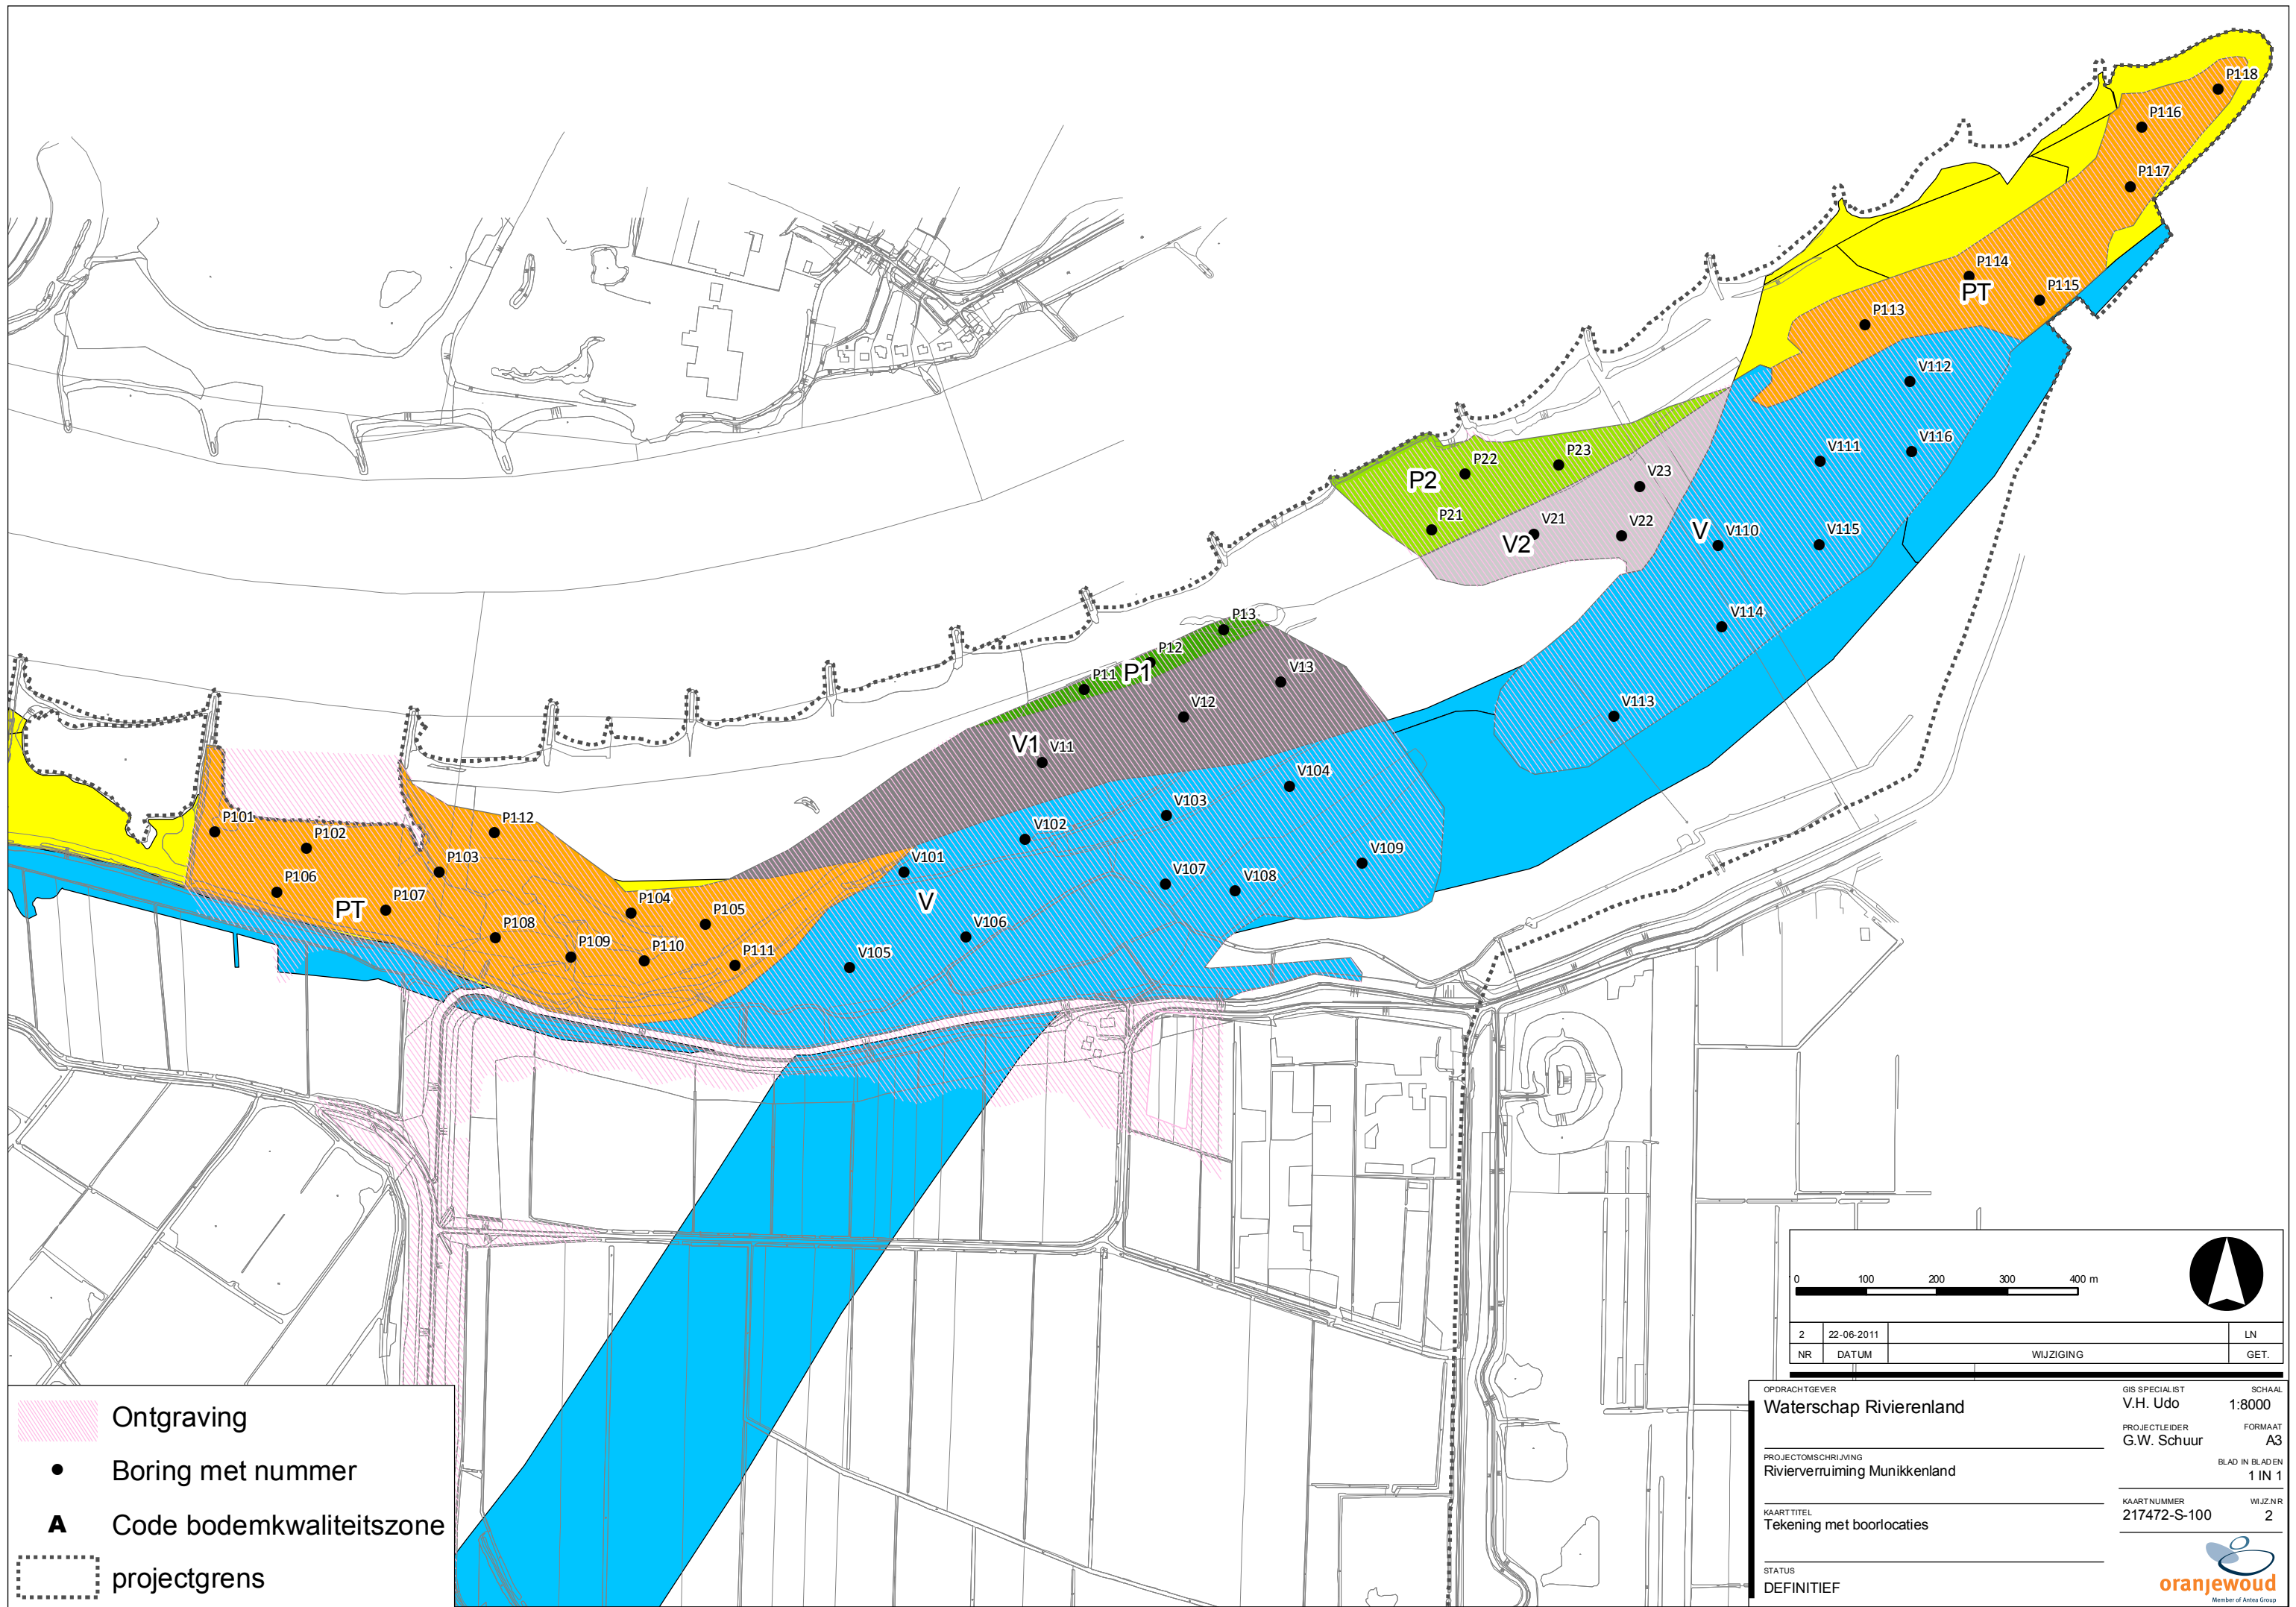 P118
P116
P117
P114
PT
P115
P113
V112
V111
V116
P23
P22
P2
V23
P21
V21
V22
V2
V
V110
V115
V114
P13
P12
P11
P1
V13
V12
V113
V1
V11
V104
V103
P101
P102
P112
V102
P103
V101
V109
P106
P107
V107
V108
PT
P104
V
P105
P108
V106
P109
P110
P111
V105
0 100 200 300 400 m
2 22-06-2011 LN
NR DATUM WIJZIGING GET.
OPDRACHTGEVER
Waterschap Rivierenland
GIS SPECIALIST SCHAAL
V.H. Udo 1:8000
PROJECTLEIDER FORMAAT
G.W. Schuur A3
PROJECTOMSCHRIJVING
Rivierverruiming Munikkenland
BLAD IN BLADEN
1 IN 1
KAARTTITEL
Tekening met boorlocaties
KAARTNUMMER WIJZ.NR
217472-S-100 2
STATUS
DEFINITIEF
oranjewoud
Member of Antea Group
Ontgraving
Boring met nummer
A Code bodemkwaliteitszone
projectgrens